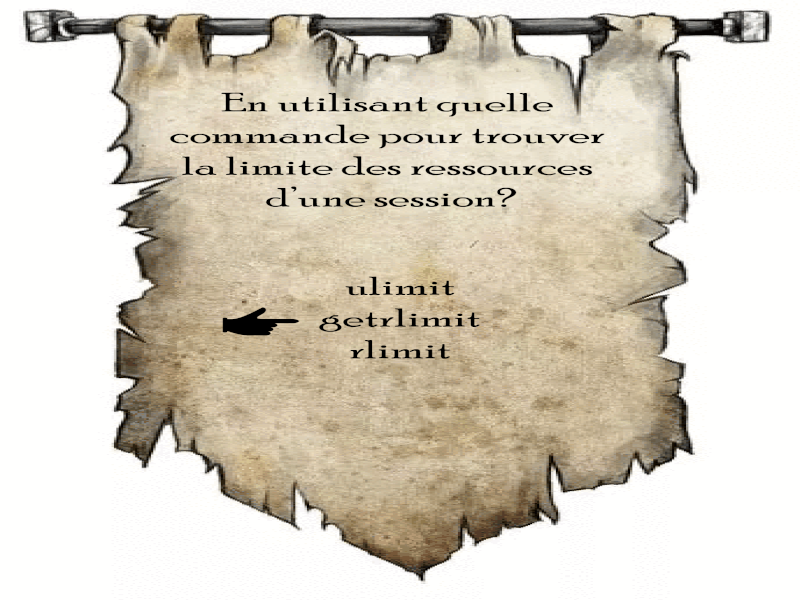 En utilisant quelle
commande pour trouver
la limite des ressources
d'une session?
ulimit
getrlimit
rlimit